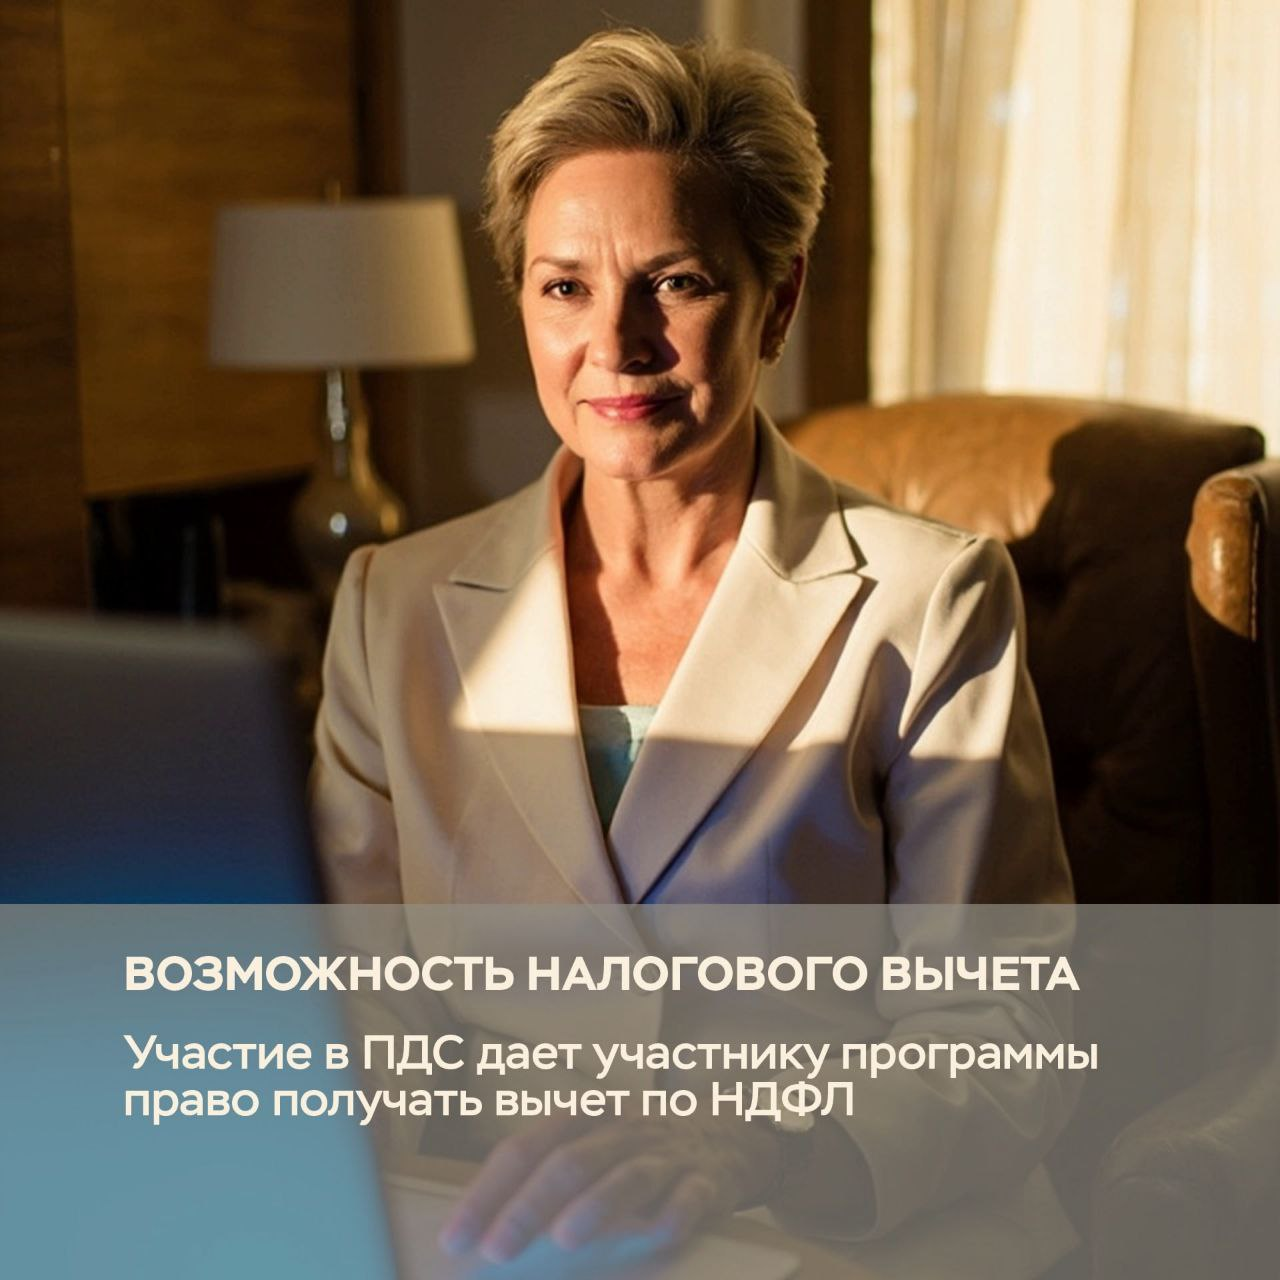 ВОЗМОЖНОСТЬ НАЛОГОВОГО ВЫЧЕТА
Участие в ПДС дает участнику программы
право получать вычет по НДФЛ